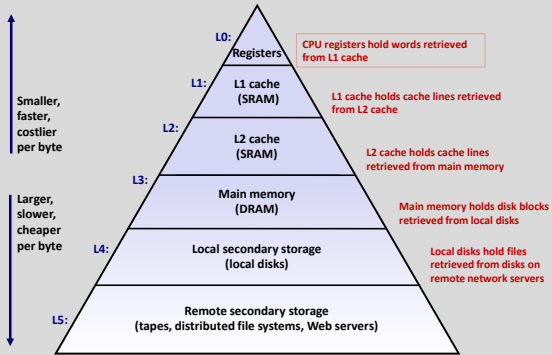 L0:
Registers
CPU registers hold words retrieved
from L1 cache
L1:
L1 cache
(SRAM)
L1 cache holds cache lines retrieved
from L2 cache
Smaller,
faster,
costlier
per byte
L2:
L2 cache
(SRAM)
L2 cache holds cache lines
retrieved from main memory
L3:
Main memory
(DRAM)
Main memory holds disk blocks
retrieved from local disks
Larger,
slower,
cheaper
per byte
L4:
Local secondary storage
(local disks)
Local disks hold files
retrieved from disks on
remote network servers
L5:
Remote secondary storage
(tapes, distributed file systems, Web servers)